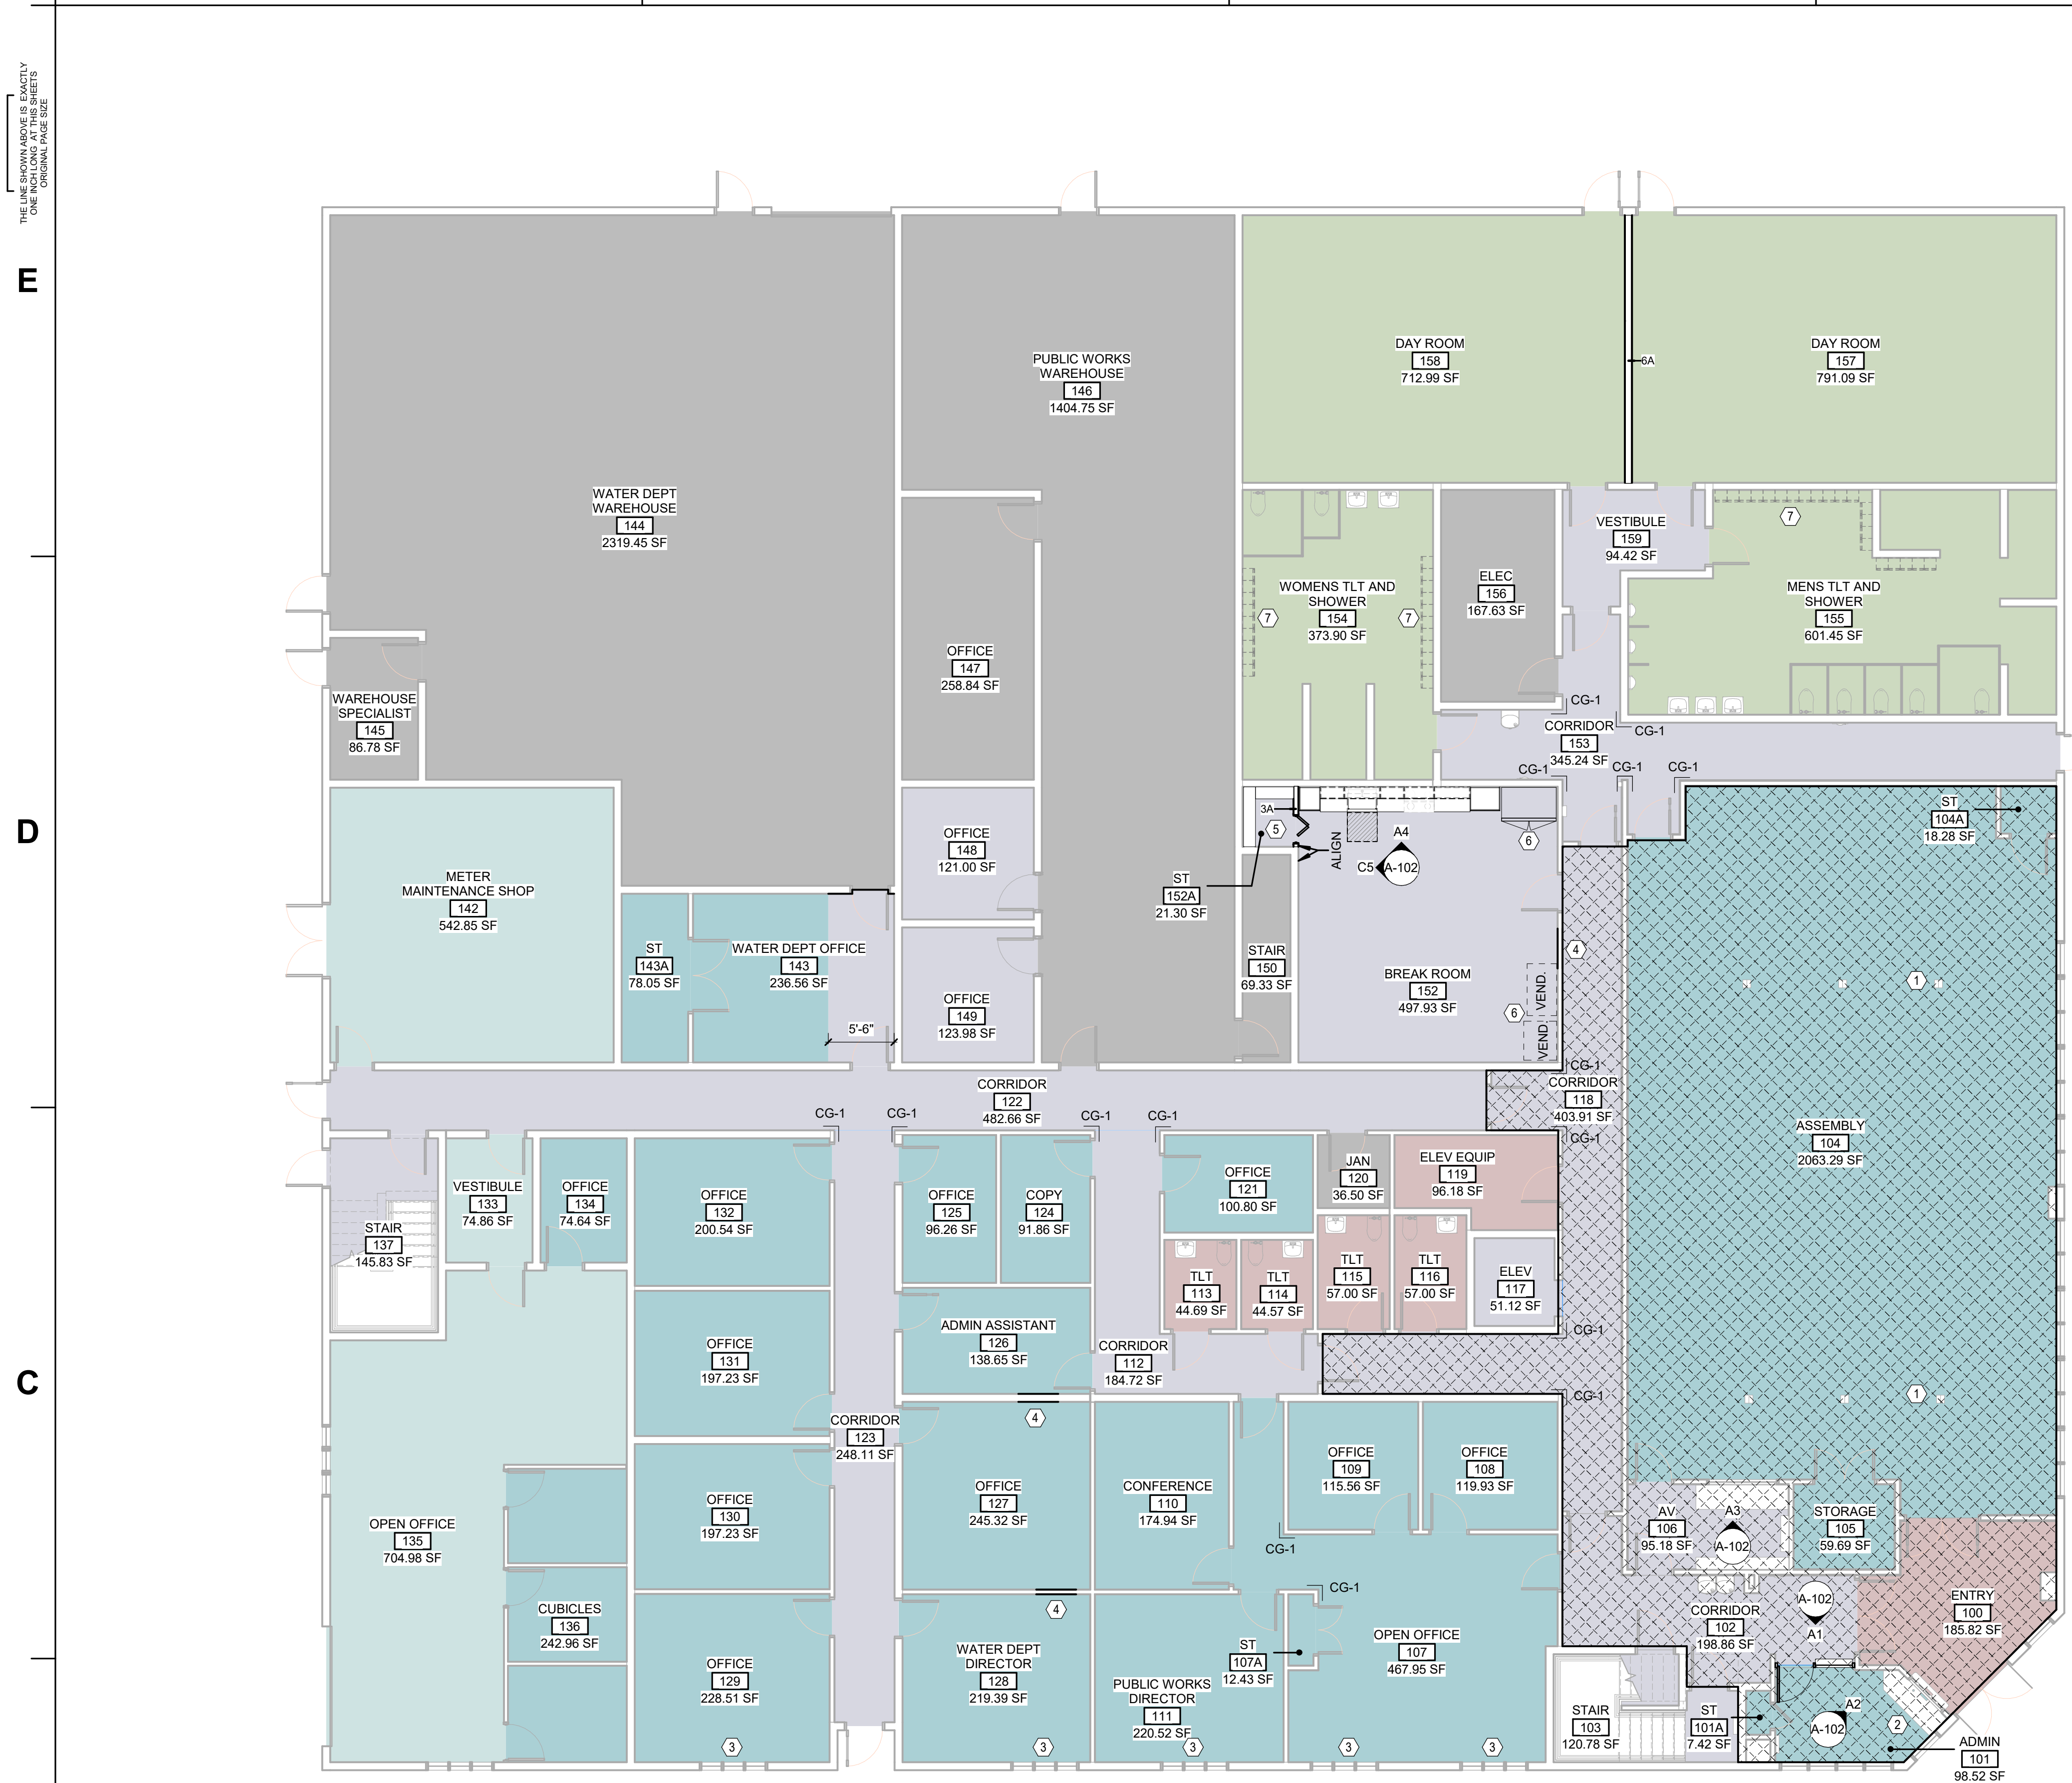 THE LINE SHOWN ABOVE IS EXACTLY
ONE INCH LONG AT THIS SHEETS
ORIGINAL PAGE SIZE
E
D
C
WATER DEPT
WAREHOUSE
144
2319.45 SF
PUBLIC WORKS
WAREHOUSE
146
1404.75 SF
DAY ROOM
158
712.99 SF
6A
DAY ROOM
157
791.09 SF
WOMENS TLT AND
SHOWER
154
373.90 SF
7
7
ELEC
156
167.63 SF
VESTIBULE
159
94.42 SF
7
MENS TLT AND
SHOWER
155
601.45 SF
OFFICE
147
258.84 SF
WAREHOUSE
SPECIALIST
145
86.78 SF
CG-1
CORRIDOR
153
345.24 SF
CG-1
CG-1
CG-1
CG-1
METER
MAINTENANCE SHOP
142
542.85 SF
ST
143A
78.05 SF
WATER DEPT OFFICE
143
236.56 SF
5'-6"
OFFICE
148
121.00 SF
OFFICE
149
123.98 SF
ST
152A
21.30 SF
3A
5
ALIGN
A4
C5
A-102
6
STAIR
150
69.33 SF
BREAK ROOM
152
497.93 SF
6
VEND.
VEND.
4
ST
104A
18.28 SF
1
CORRIDOR
122
482.66 SF
CG-1
CG-1
CG-1
CG-1
CG-1
CORRIDOR
118
403.91 SF
CG-1
ASSEMBLY
104
2063.29 SF
1
STAIR
137
145.83 SF
VESTIBULE
133
74.86 SF
OFFICE
134
74.64 SF
OFFICE
132
200.54 SF
OFFICE
125
96.26 SF
COPY
124
91.86 SF
OFFICE
121
100.80 SF
JAN
120
36.50 SF
ELEV EQUIP
119
96.18 SF
TLT
113
44.69 SF
TLT
114
44.57 SF
TLT
115
57.00 SF
TLT
116
57.00 SF
ELEV
117
51.12 SF
CG-1
CG-1
OFFICE
131
197.23 SF
ADMIN ASSISTANT
126
138.65 SF
CORRIDOR
112
184.72 SF
CORRIDOR
123
248.11 SF
4
OPEN OFFICE
135
704.98 SF
OFFICE
130
197.23 SF
OFFICE
127
245.32 SF
CONFERENCE
110
174.94 SF
OFFICE
109
115.56 SF
OFFICE
108
119.93 SF
CG-1
CG-1
AV
106
95.18 SF
A3
A-102
STORAGE
105
59.69 SF
CUBICLES
136
242.96 SF
OFFICE
129
228.51 SF
3
4
WATER DEPT
DIRECTOR
128
219.39 SF
3
PUBLIC WORKS
DIRECTOR
111
220.52 SF
3
ST
107A
12.43 SF
OPEN OFFICE
107
467.95 SF
3
3
CORRIDOR
102
198.86 SF
A-102
A1
ENTRY
100
185.82 SF
STAIR
103
120.78 SF
ST
101A
7.42 SF
A2
A-102
2
ADMIN
101
98.52 SF